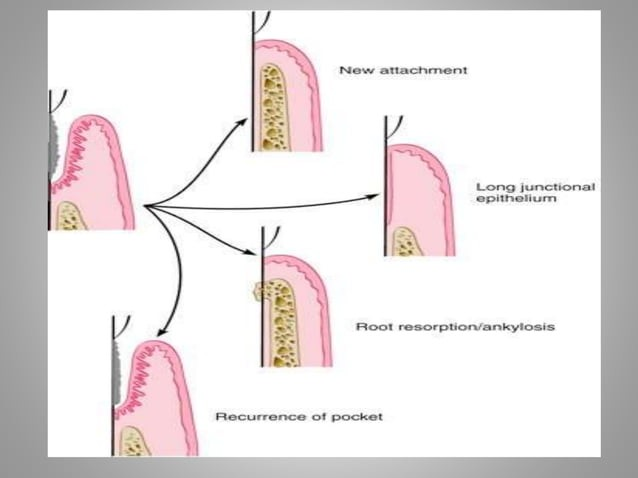 New attachment
Long junctional
epithelium
Root resorption/ankylosis
Recurrence of pocket